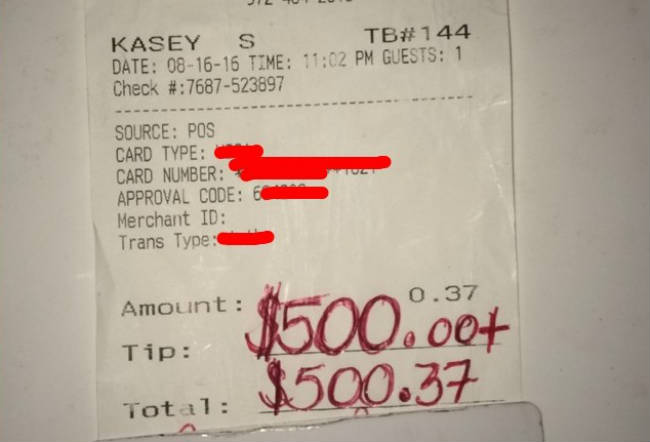 KASEY S TB#144
DATE: 08-16-16 TIME: 11:02 PM GUESTS: 1
Check #:7687-523897
SOURCE: POS
CARD TYPE:
CARD NUMBER:
APPROVAL CODE: 6
Merchant ID:
Trans Type:
Amount: 0.37
Tip: $500.00+
Total: $500.37